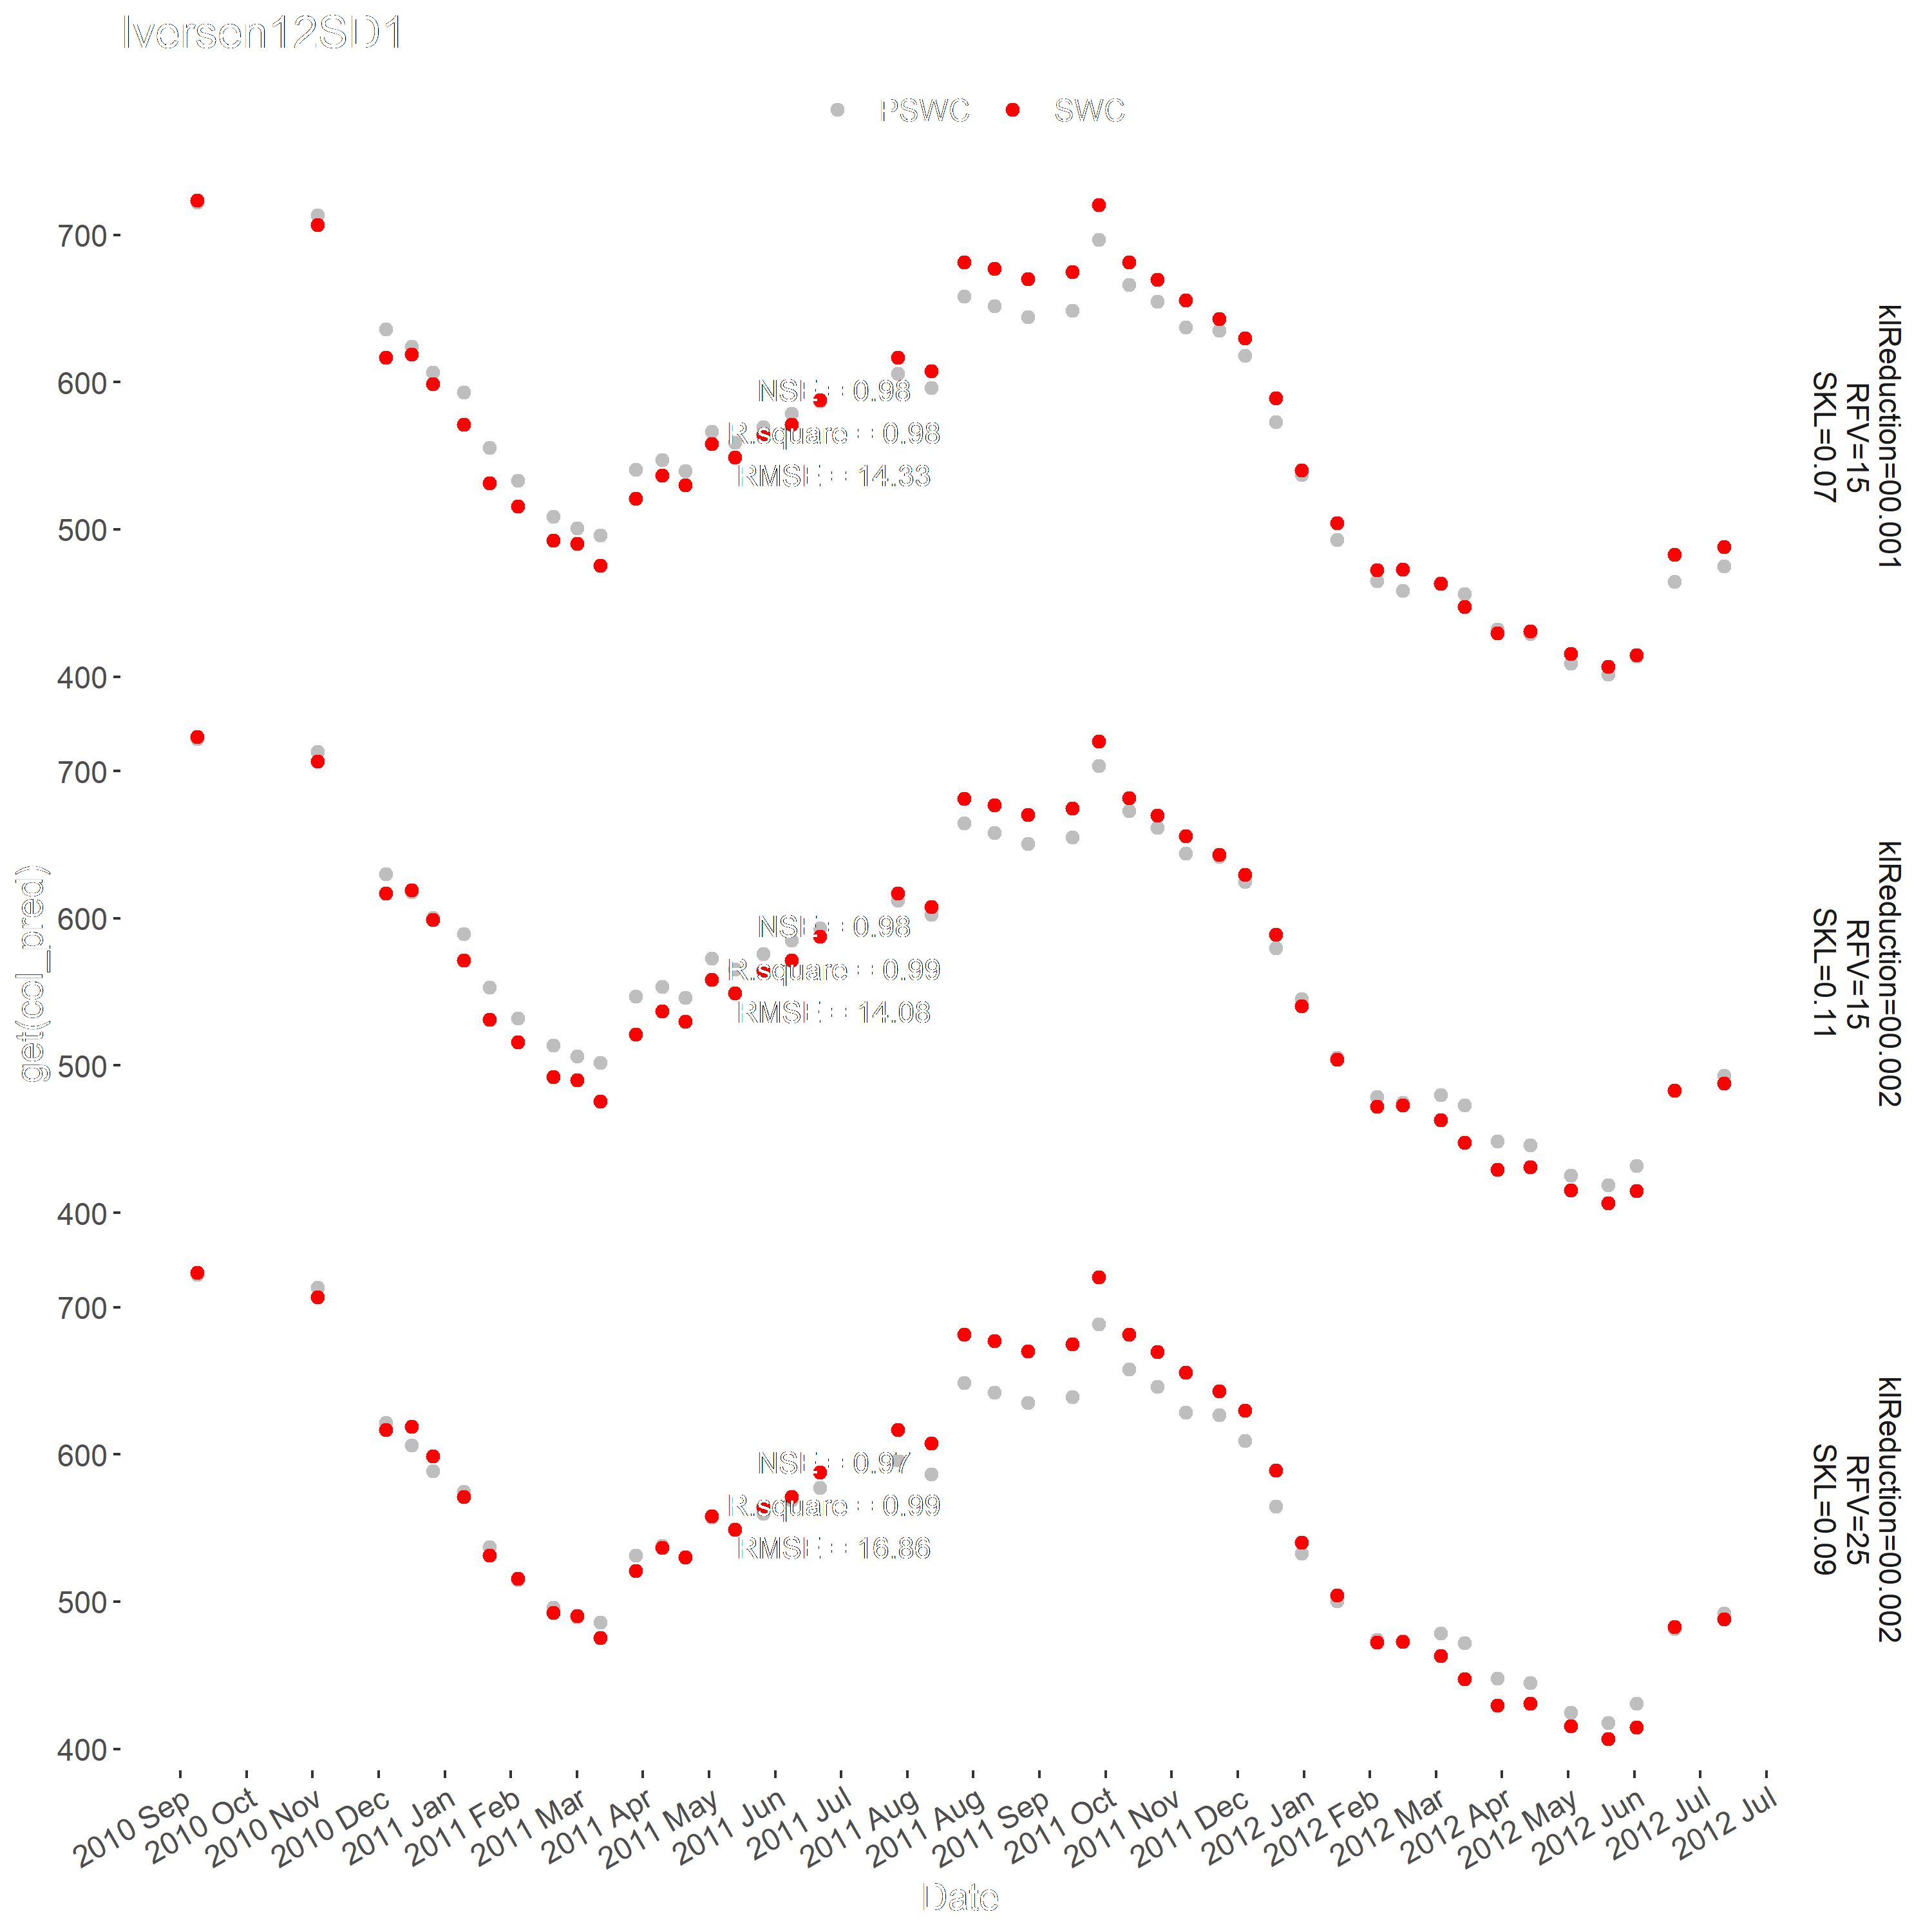 Iversen12SD1
PSWC
SWC
700
600
500
400
NSE = 0.98
R.square = 0.98
RMSE = 14.33
klReduction=00.001
RFV=15
SKL=0.07
700
600
500
400
NSE = 0.98
R.square = 0.99
RMSE = 14.08
klReduction=00.002
RFV=15
SKL=0.11
700
600
500
400
NSE = 0.97
R.square = 0.99
RMSE = 16.86
klReduction=00.002
RFV=25
SKL=0.09
get(col_pred)
2010 Sep
2010 Oct
2010 Nov
2010 Dec
2011 Jan
2011 Feb
2011 Mar
2011 Apr
2011 May
2011 Jun
2011 Jul
2011 Aug
2011 Aug
2011 Sep
2011 Oct
2011 Nov
2011 Dec
2012 Jan
2012 Feb
2012 Mar
2012 Apr
2012 May
2012 Jun
2012 Jul
2012 Jul
Date